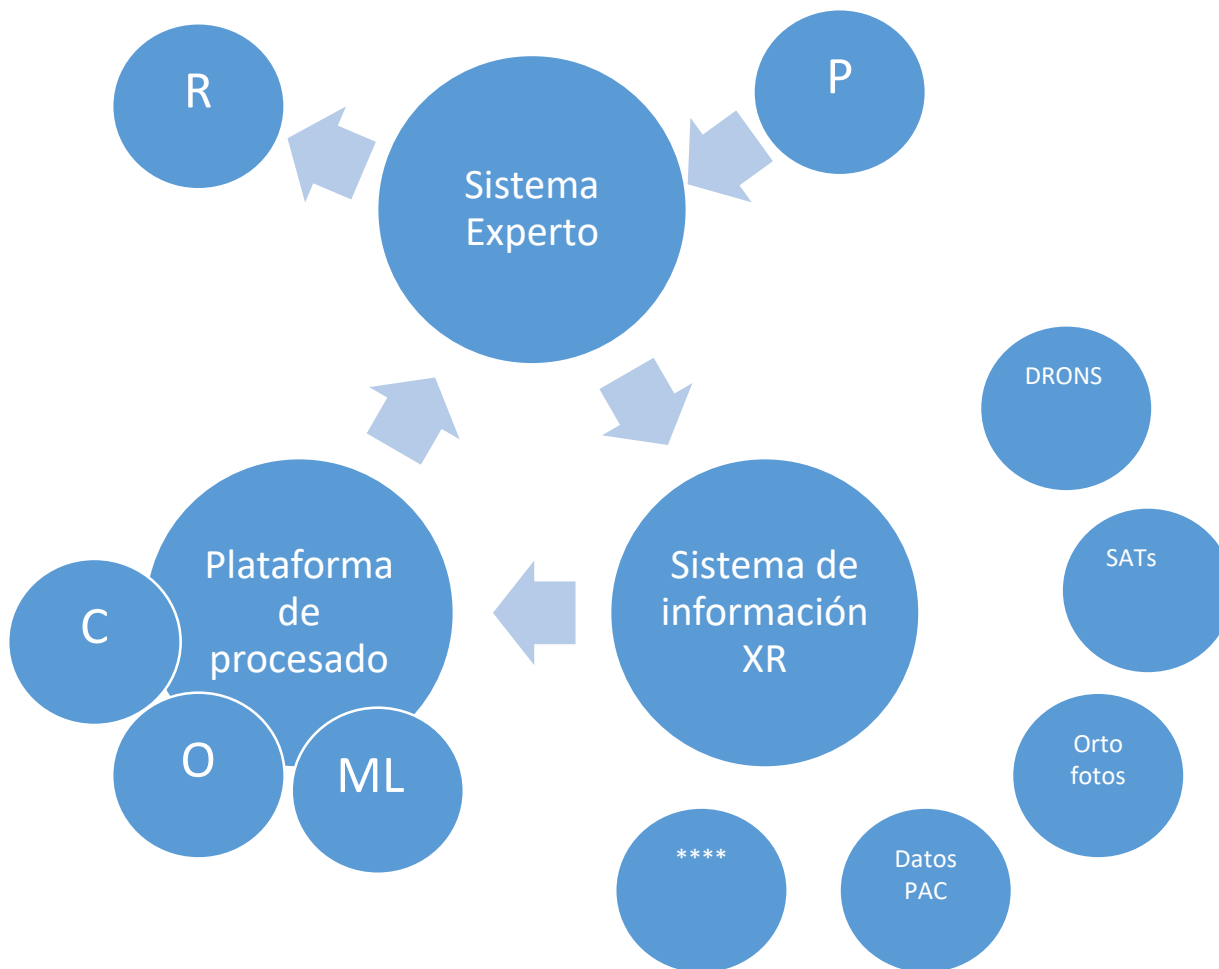 R
P
Sistema
Experto
DRONS
SATs
Plataforma
de
procesado
Sistema de
información
XR
C
O
ML
Orto
fotos
****
Datos
PAC